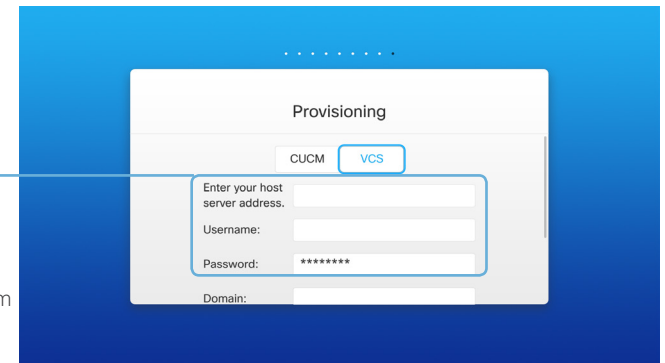 Provisioning
CUCM VCS
Enter your host
server address.
Username:
Password: ********
Domain: